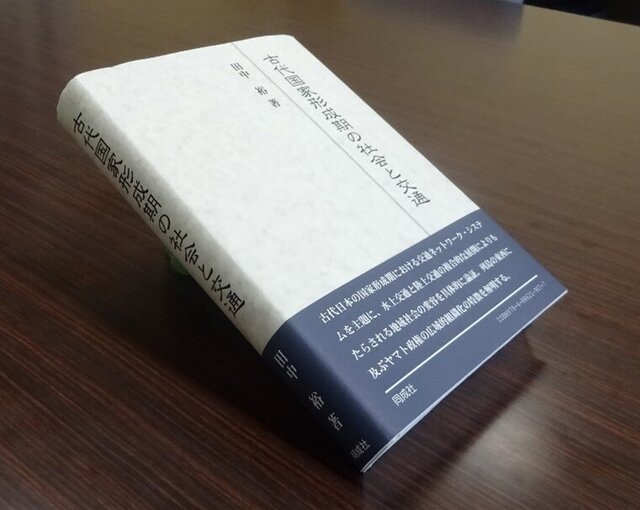 古代国家形成期の社会と交通
田中 裕 著
古代日本の国家形成期における交通ネットワーク・システ
ムを主題に、水上交通と陸上交通の複合的な展開によりも
たらされる地域社会の変容を具体的に論証。列島の東西に
及ぶヤマト政権の広域的組織化の特徴を解明する。
同成社
古代国家形成期の社会と交通
田中 裕 著
同成社